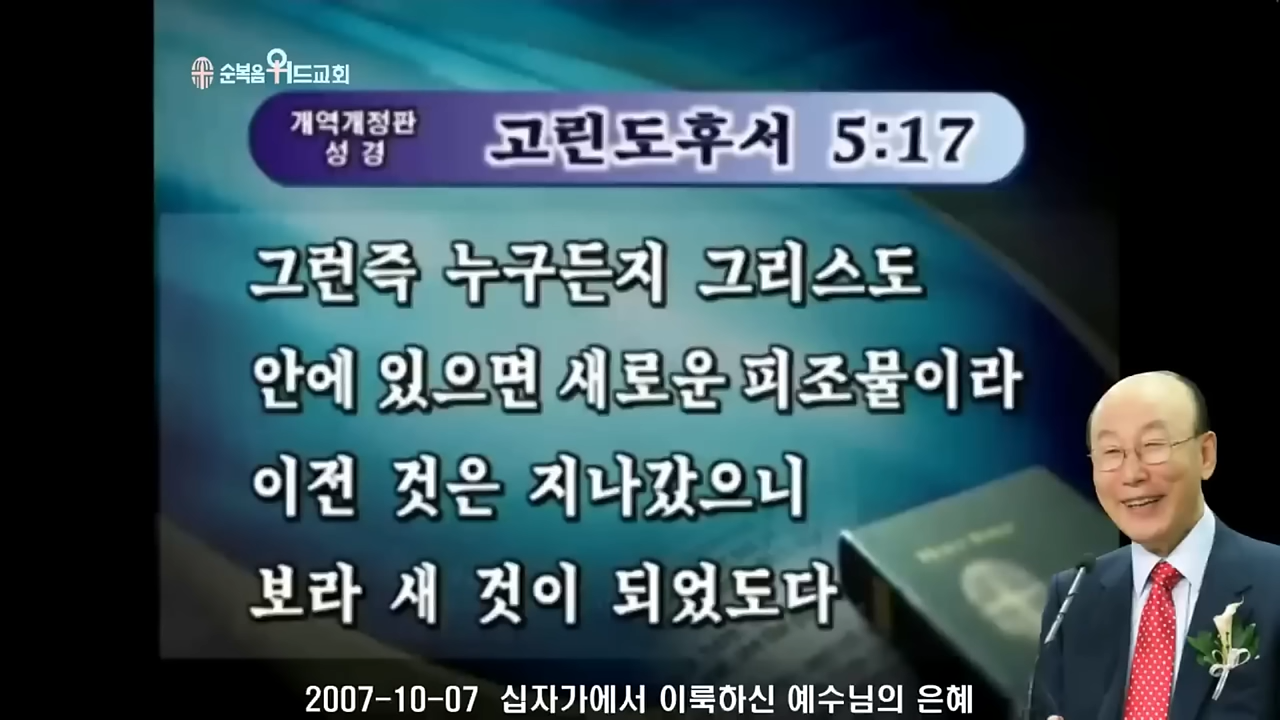 순복음워드교회
개역개정판
성경
고린도후서 5:17
그런즉 누구든지 그리스도
안에 있으면 새로운 피조물이라
이전 것은 지나갔으니
보라 새 것이 되었도다
2007-10-07 십자가에서 이룩하신 예수님의 은혜